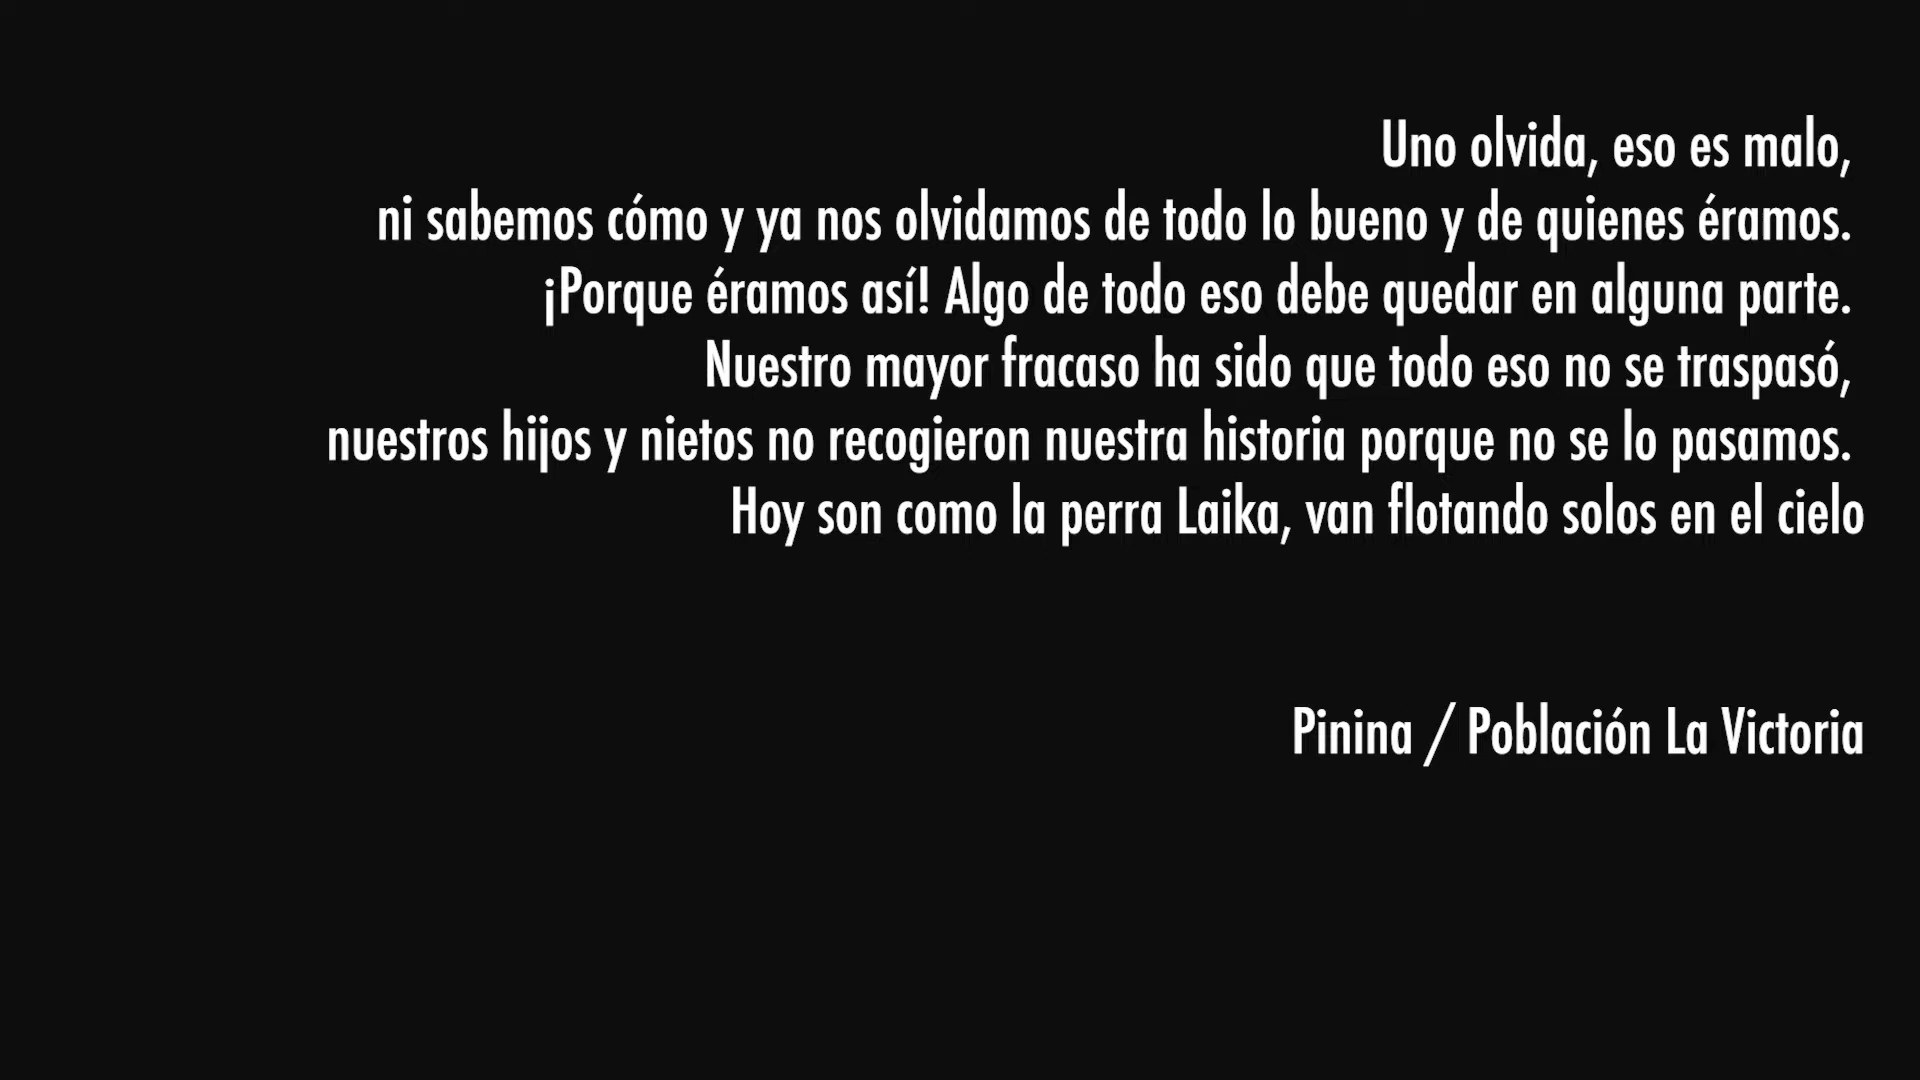 Uno olvida, eso es malo,
ni sabemos cómo y ya nos olvidamos de todo lo bueno y de quienes éramos.
¡Porque éramos así! Algo de todo eso debe quedar en alguna parte.
Nuestro mayor fracaso ha sido que todo eso no se traspasó,
nuestros hijos y nietos no recogieron nuestra historia porque no se lo pasamos.
Hoy son como la perra Laika, van flotando solos en el cielo
Pinina / Población La Victoria